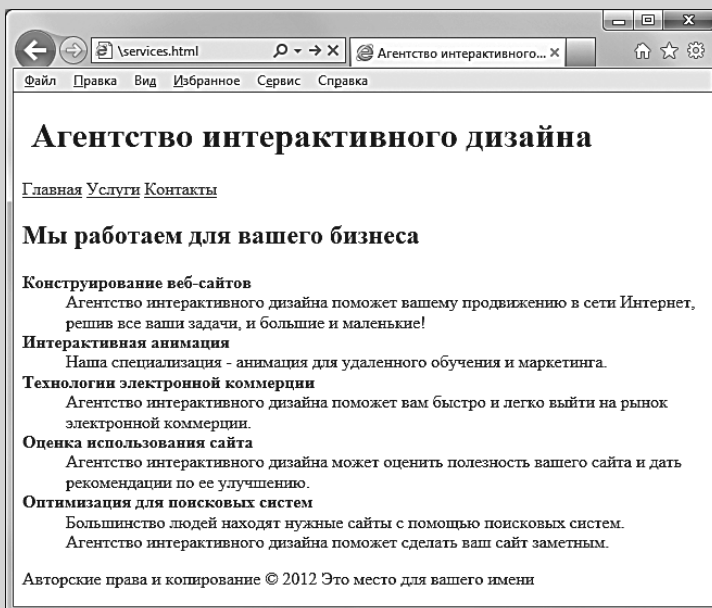 \services.html
Агентство интерактивного...
Файл Правка Вид Избранное Сервис Справка
Агентство интерактивного дизайна
Главная Услуги Контакты
Мы работаем для вашего бизнеса
Конструирование веб-сайтов
Агентство интерактивного дизайна поможет вашему продвижению в сети Интернет,
решив все ваши задачи, и большие и маленькие!
Интерактивная анимация
Наша специализация - анимация для удаленного обучения и маркетинга.
Технологии электронной коммерции
Агентство интерактивного дизайна поможет вам быстро и легко выйти на рынок
электронной коммерции.
Оценка использования сайта
Агентство интерактивного дизайна может оценить полезность вашего сайта и дать
рекомендации по ее улучшению.
Оптимизация для поисковых систем
Большинство людей находят нужные сайты с помощью поисковых систем.
Агентство интерактивного дизайна поможет сделать ваш сайт заметным.
Авторские права и копирование © 2012 Это место для вашего имени